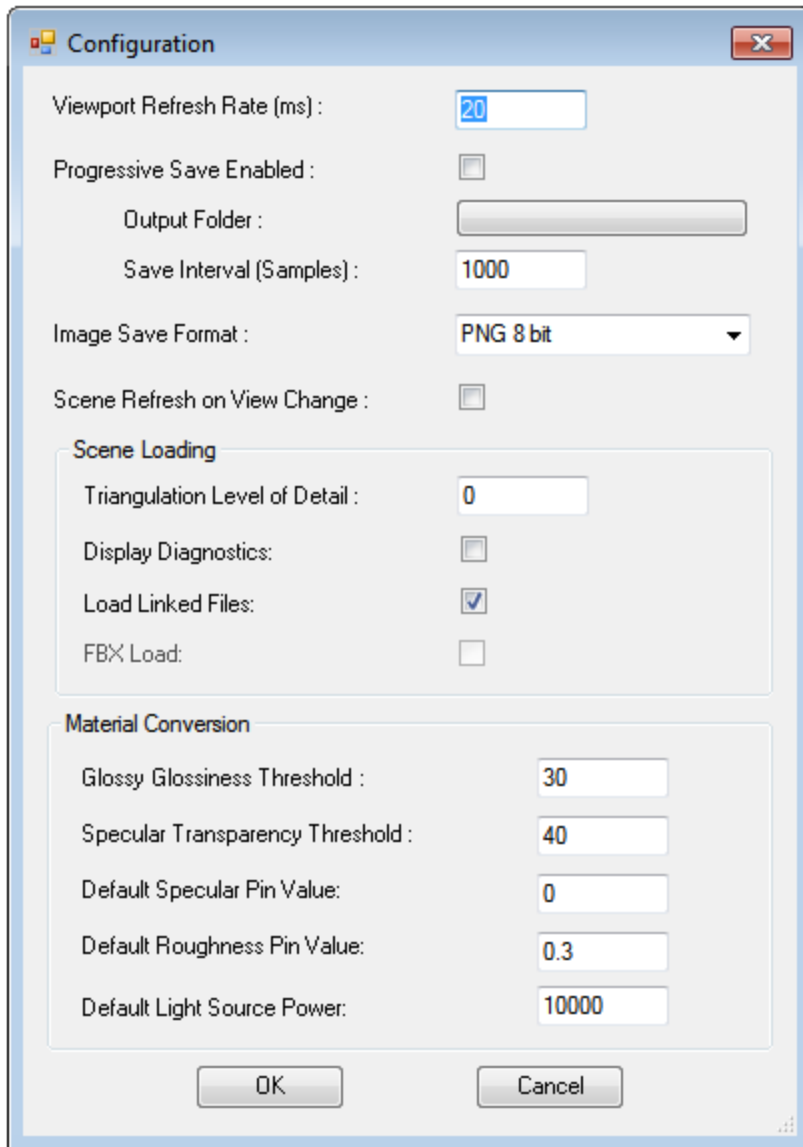 Configuration
Viewport Refresh Rate (ms) : 20
Progressive Save Enabled :
Output Folder :
Save Interval (Samples) : 1000
Image Save Format : PNG 8 bit
Scene Refresh on View Change :
Scene Loading
Triangulation Level of Detail : 0
Display Diagnostics:
Load Linked Files:
FBX Load:
Material Conversion
Glossy Glossiness Threshold : 30
Specular Transparency Threshold : 40
Default Specular Pin Value: 0
Default Roughness Pin Value: 0.3
Default Light Source Power: 10000
OK Cancel